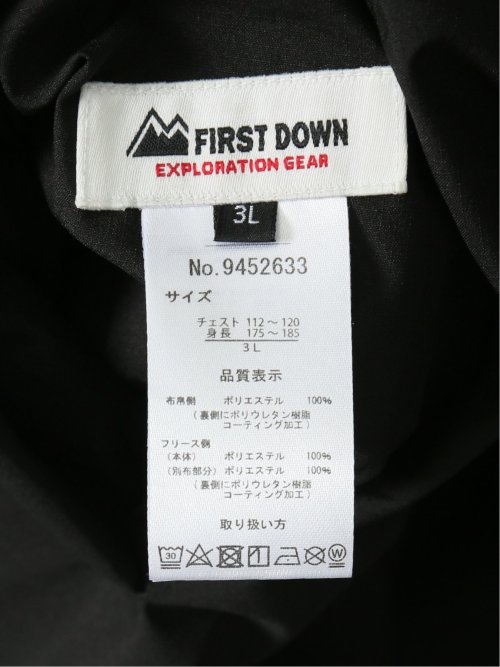 FIRST DOWN
EXPLORATION GEAR
3L
No.9452633
サイズ
チェスト 112～120
身長 175～185
3L
品質表示
布帛側 ポリエステル 100%
(裏側にポリウレタン樹脂
コーティング加工)
フリース側
(本体) ポリエステル 100%
(別布部分) ポリエステル 100%
(裏側にポリウレタン樹脂
コーティング加工)
取り扱い方
30 W